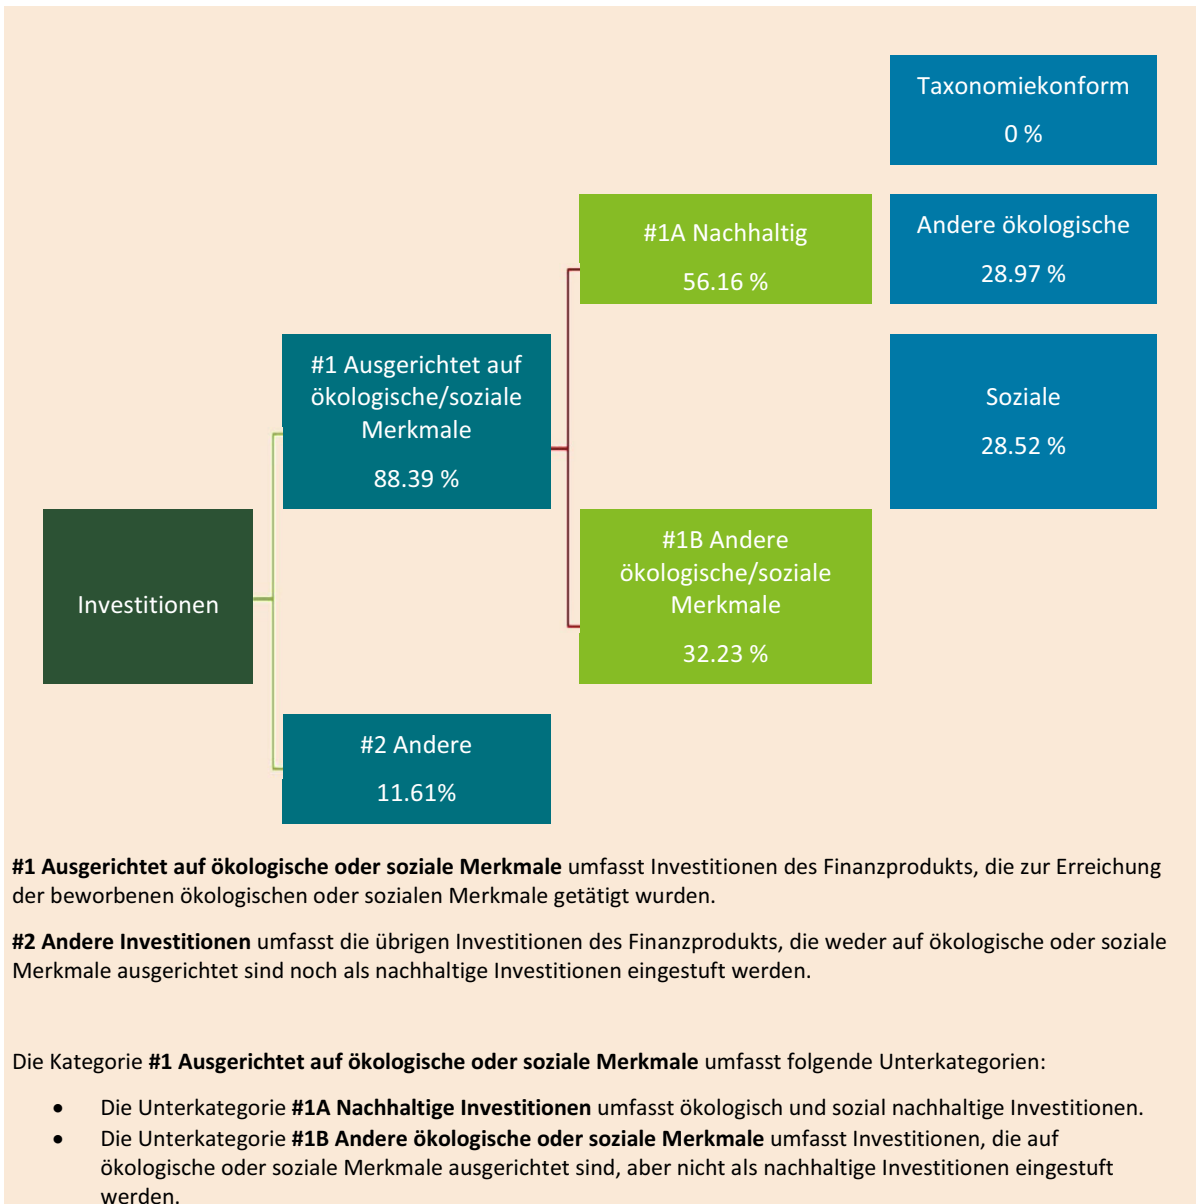 Taxonomiekonform
0 %
#1A Nachhaltig
56.16 %
Andere ökologische
28.97 %
#1 Ausgerichtet auf
ökologische/soziale
Merkmale
88.39 %
Soziale
28.52 %
Investitionen
#1B Andere
ökologische/soziale
Merkmale
32.23 %
#2 Andere
11.61%
#1 Ausgerichtet auf ökologische oder soziale Merkmale umfasst Investitionen des Finanzprodukts, die zur Erreichung
der beworbenen ökologischen oder sozialen Merkmale getätigt wurden.
#2 Andere Investitionen umfasst die übrigen Investitionen des Finanzprodukts, die weder auf ökologische oder soziale
Merkmale ausgerichtet sind noch als nachhaltige Investitionen eingestuft werden.
Die Kategorie #1 Ausgerichtet auf ökologische oder soziale Merkmale umfasst folgende Unterkategorien:
• Die Unterkategorie #1A Nachhaltige Investitionen umfasst ökologisch und sozial nachhaltige Investitionen.
• Die Unterkategorie #1B Andere ökologische oder soziale Merkmale umfasst Investitionen, die auf
ökologische oder soziale Merkmale ausgerichtet sind, aber nicht als nachhaltige Investitionen eingestuft
werden.